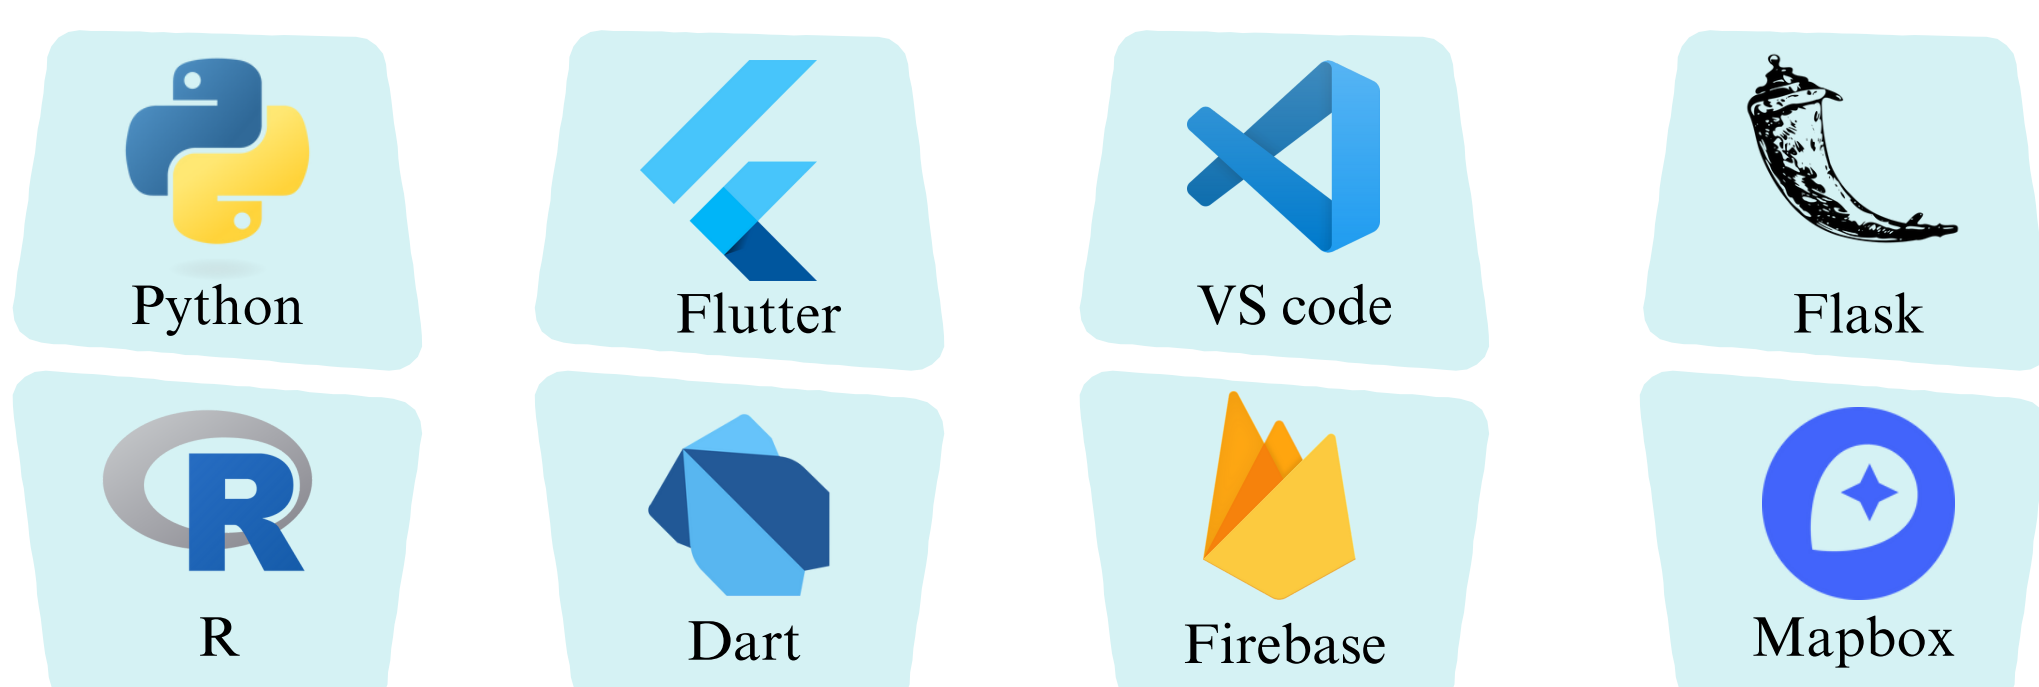 Python
Flutter
VS code
Flask
R
R
Dart
Firebase
Mapbox